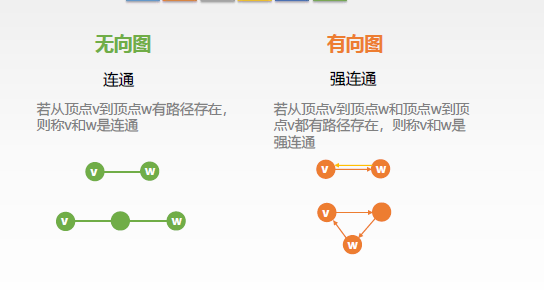 无向图
连通
若从顶点v到顶点w有路径存在，
则称v和w是连通
v w
v w
有向图
强连通
若从顶点v到顶点w和顶点w到顶
点v都有路径存在，则称v和w是
强连通
v w
v
w